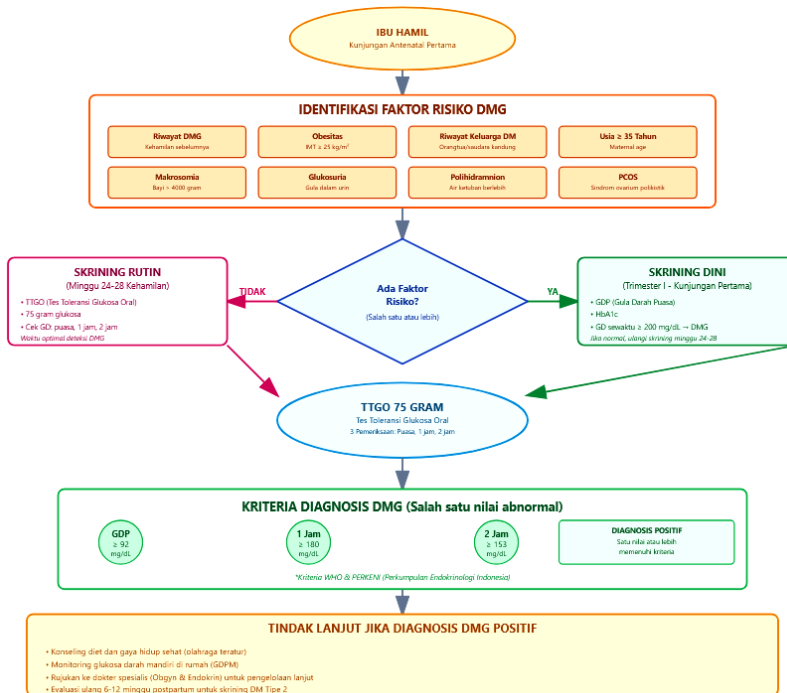 IBU HAMIL
Kunjungan Antenatal Pertama
IDENTIFIKASI FAKTOR RISIKO DMG
Riwayat DMG
Kehamilan sebelumnya
Obesitas
IMT ≥ 25 kg/m²
Riwayat Keluarga DM
Orangtua/saudara kandung
Usia ≥ 35 Tahun
Maternal age
Makrosomia
Bayi > 4000 gram
Glukosuria
Gula dalam urin
Polihidramnion
Air ketuban berlebih
PCOS
Sindrom ovarium polikistik
SKRINING RUTIN
(Minggu 24-28 Kehamilan)
• TTGO (Tes Toleransi Glukosa Oral)
• 75 gram glukosa
• Cek GD: puasa, 1 jam, 2 jam
Waktu optimal deteksi DMG
TIDAK
Ada Faktor
Risiko?
(Salah satu atau lebih)
YA
SKRINING DINI
(Trimester I - Kunjungan Pertama)
• GDP (Gula Darah Puasa)
• HbA1c
• GD sewaktu ≥ 200 mg/dL → DMG
Jika normal, ulangi skrining minggu 24-28
TTGO 75 GRAM
Tes Toleransi Glukosa Oral
3 Pemeriksaan: Puasa, 1 jam, 2 jam
KRITERIA DIAGNOSIS DMG (Salah satu nilai abnormal)
GDP
≥ 92
mg/dL
1 Jam
≥ 180
mg/dL
2 Jam
≥ 153
mg/dL
DIAGNOSIS POSITIF
Satu nilai atau lebih
memenuhi kriteria
*Kriteria WHO & PERKENI (Perkumpulan Endokrinologi Indonesia)
TINDAK LANJUT JIKA DIAGNOSIS DMG POSITIF
• Konseling diet dan gaya hidup sehat (olahraga teratur)
• Monitoring glukosa darah mandiri di rumah (GDPM)
• Rujukan ke dokter spesialis (Obgyn & Endokrin) untuk pengelolaan lanjut
• Evaluasi ulang 6-12 minggu postpartum untuk skrining DM Tipe 2